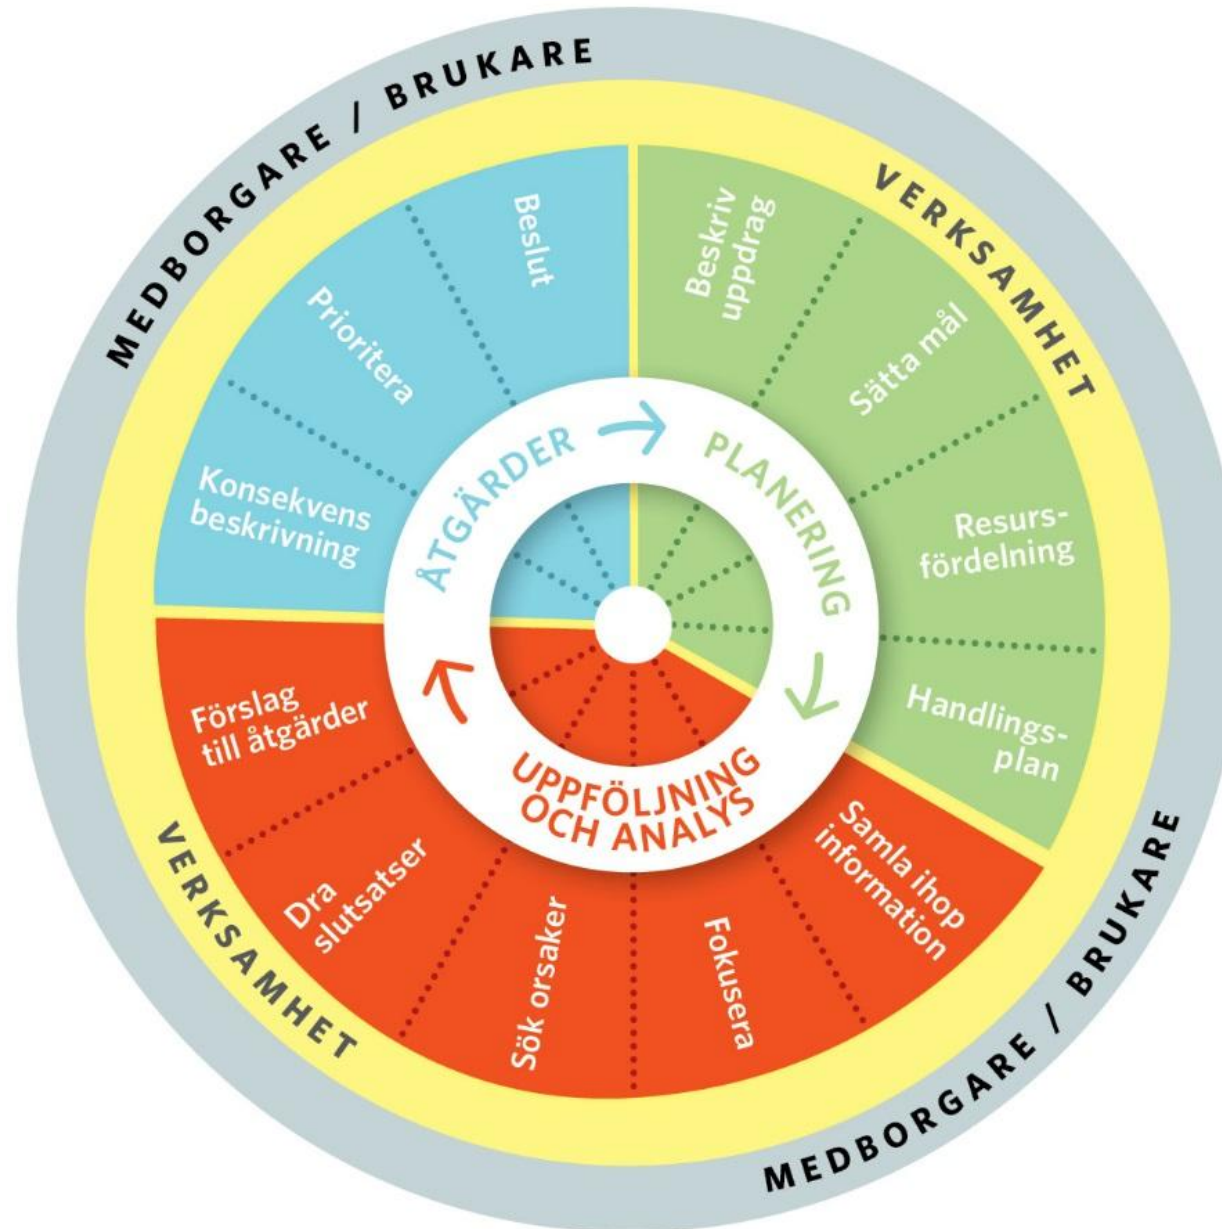 MEDBORGARE / BRUKARE
VERKSAMHET
Beskriv
uppdrag
Sätta mål
Resurs-
fördelning
Handlings-
plan
Samla ihop
information
Fokusera
Sök orsaker
Dra
slutsatser
Förslag
till åtgärder
Konsekvens
beskrivning
Prioritera
Beslut
ÅTGÄRDER
PLANERING
UPPFÖLJNING
OCH ANALYS
VERKSAMHET
MEDBORGARE / BRUKARE